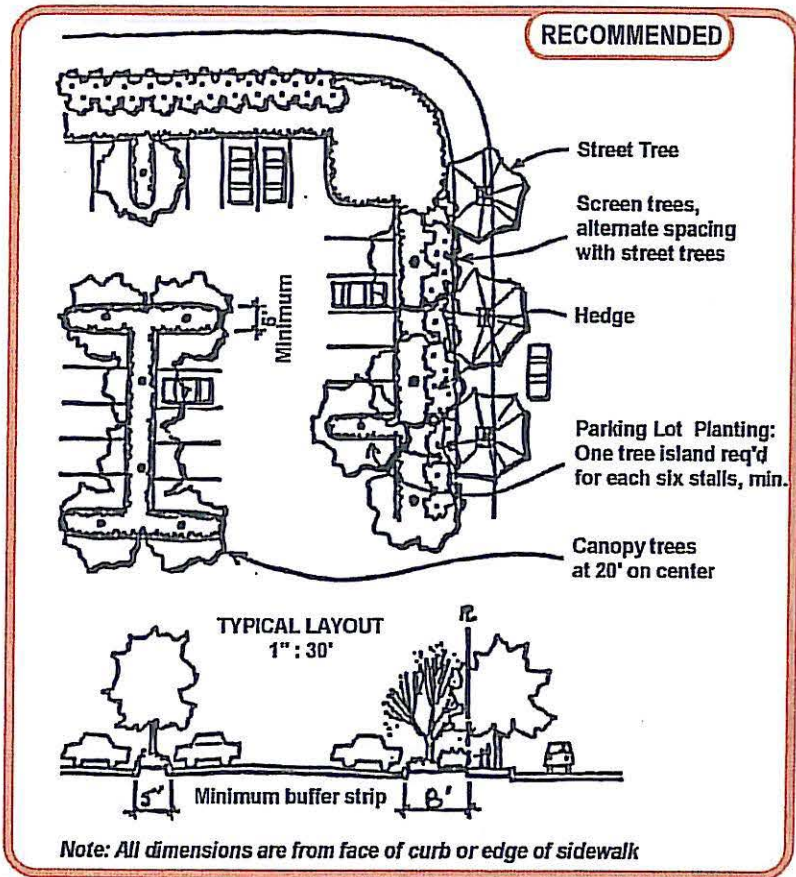 RECOMMENDED
Street Tree
Screen trees,
alternate spacing
with street trees
Hedge
6'
Minimum
Parking Lot Planting:
One tree island req'd
for each six stalls, min.
Canopy trees
at 20' on center
TYPICAL LAYOUT
1" : 30'
5'
Minimum buffer strip
8'
Note: All dimensions are from face of curb or edge of sidewalk